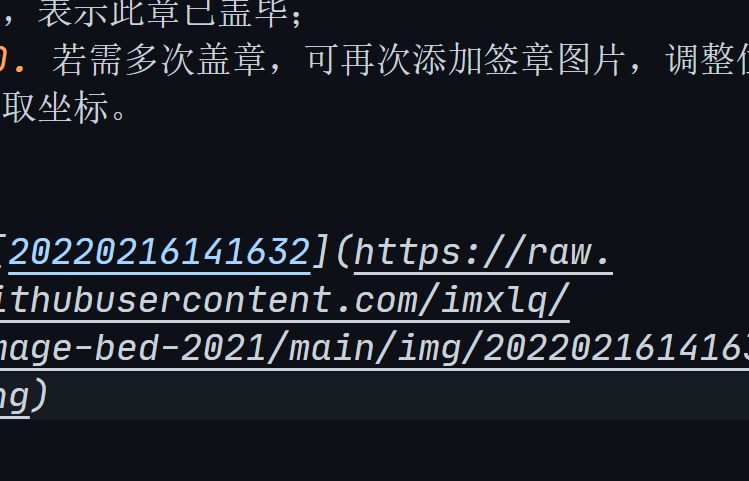 ，表示此章已盖毕；
0. 若需多次盖章，可再次添加签章图片，调整位
取坐标。
[20220216141632](https://raw.
ithubusercontent.com/imxlq/
mage-bed-2021/main/img/2022021614163
ng)